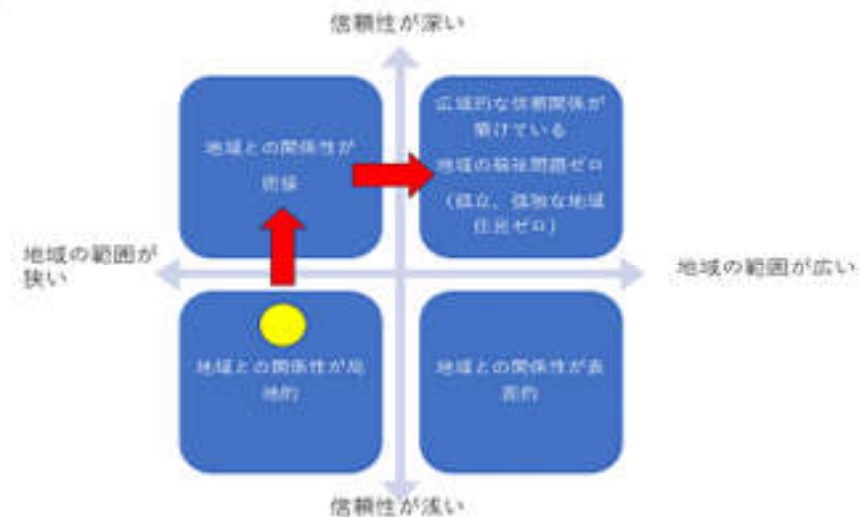 信頼性が深い
地域との関係性が
密接
広域的な信頼関係が
築けている
地域の福祉問題ゼロ
(孤立、孤独な地域
住民ゼロ)
地域の範囲が
狭い
地域の範囲が広い
地域との関係性が局
地的
地域との関係性が表
面的
信頼性が浅い